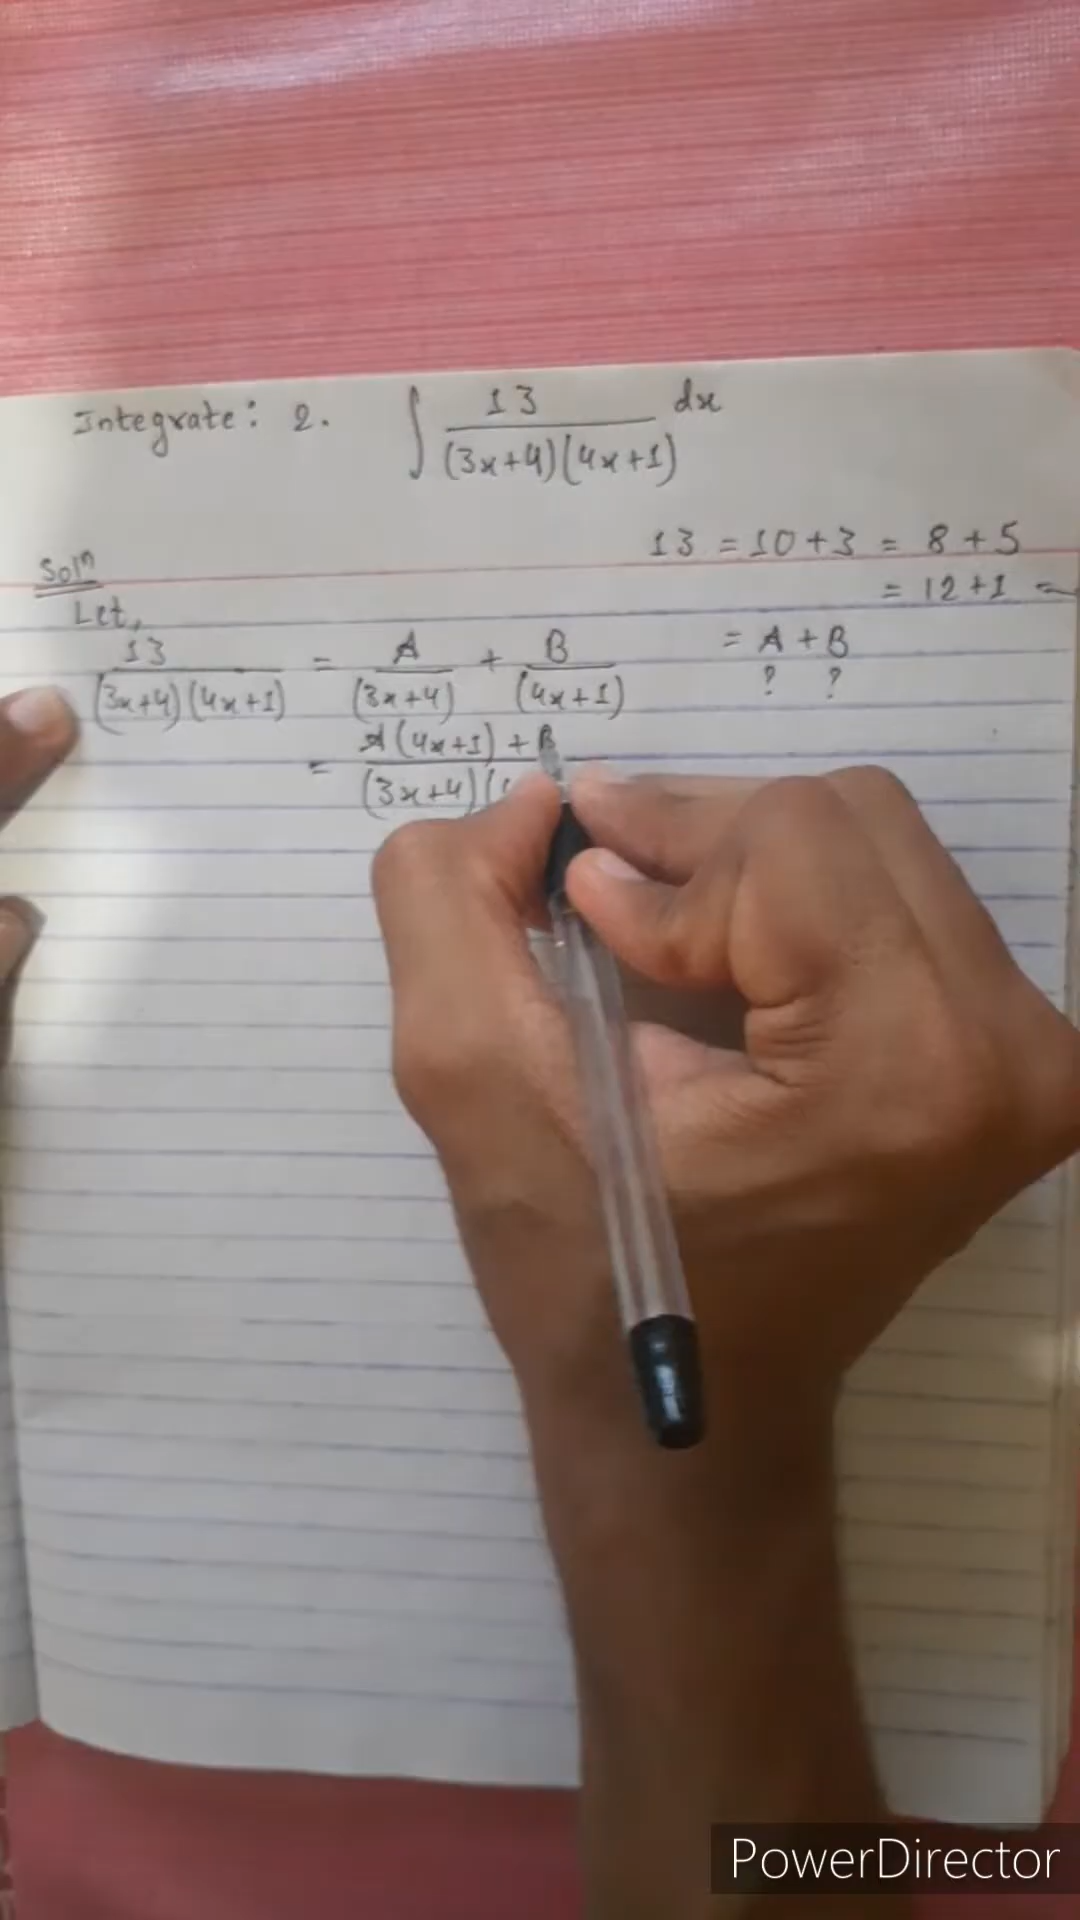 Integrate: 2. ∫ 13 / (3x+4)(4x+1) dx
13 = 10+3 = 8+5
= 12+1 =
= A + B
? ?
Solⁿ
Let,
13 / (3x+4)(4x+1) = A / (3x+4) + B / (4x+1)
= A(4x+1) + B / (3x+4)(
PowerDirector